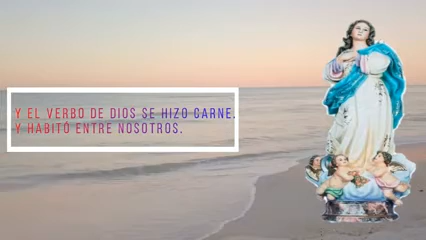 Y EL VERBO DE DIOS SE HIZO CARNE.
Y HABITÓ ENTRE NOSOTROS.